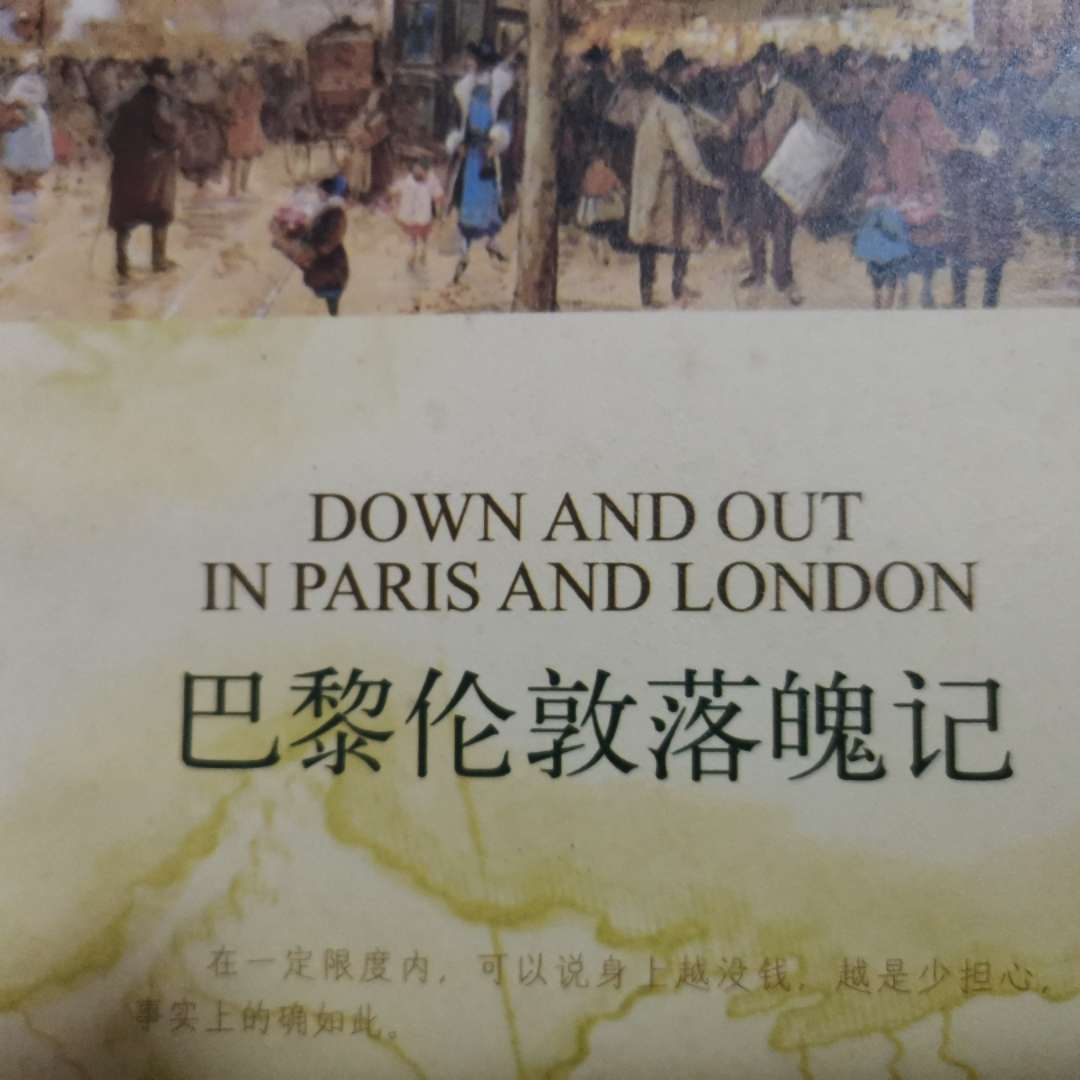 DOWN AND OUT
IN PARIS AND LONDON
巴黎伦敦落魄记
在一定限度内，可以说身上越没钱，越是少担心，
事实上的确如此。